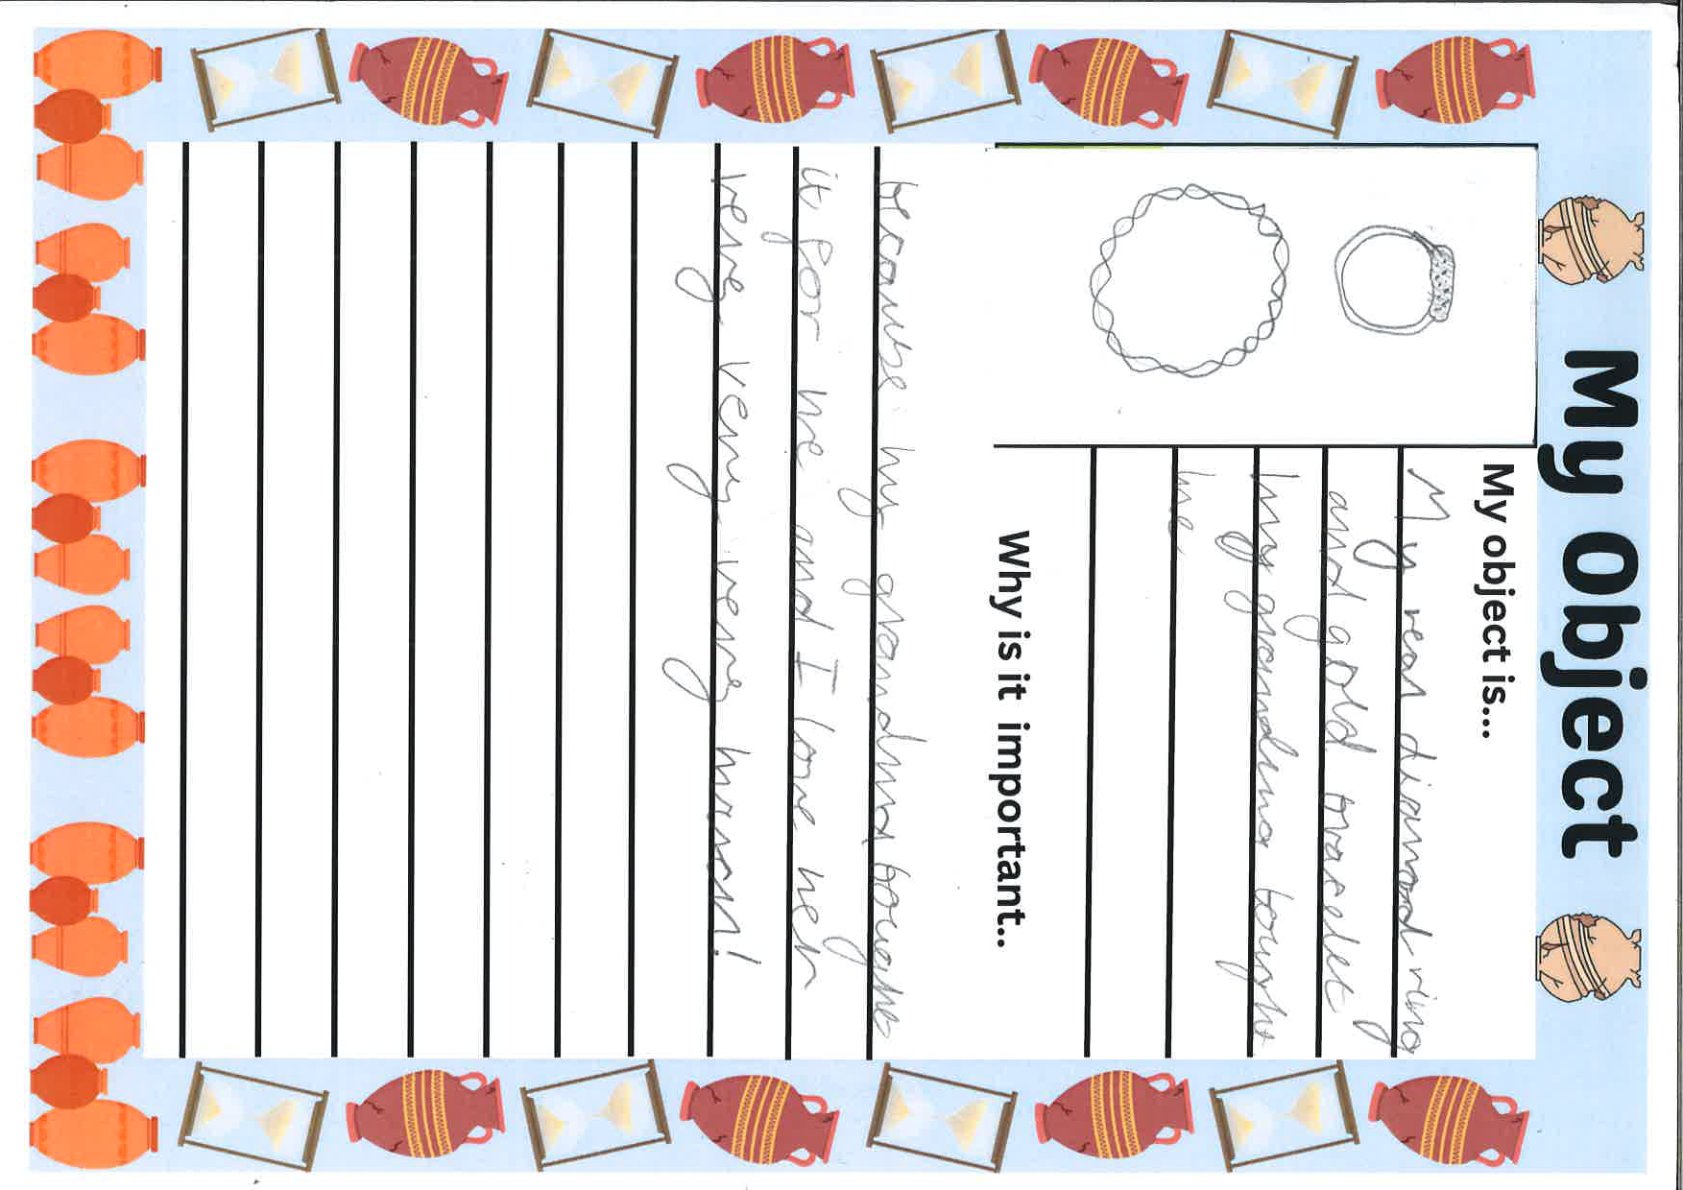 My Object
My object is...
My real diamond ring
and gold bracelet
my grandma bought
me
Why is it important..
because my grandma bought
it for me and I love her
very very very much!